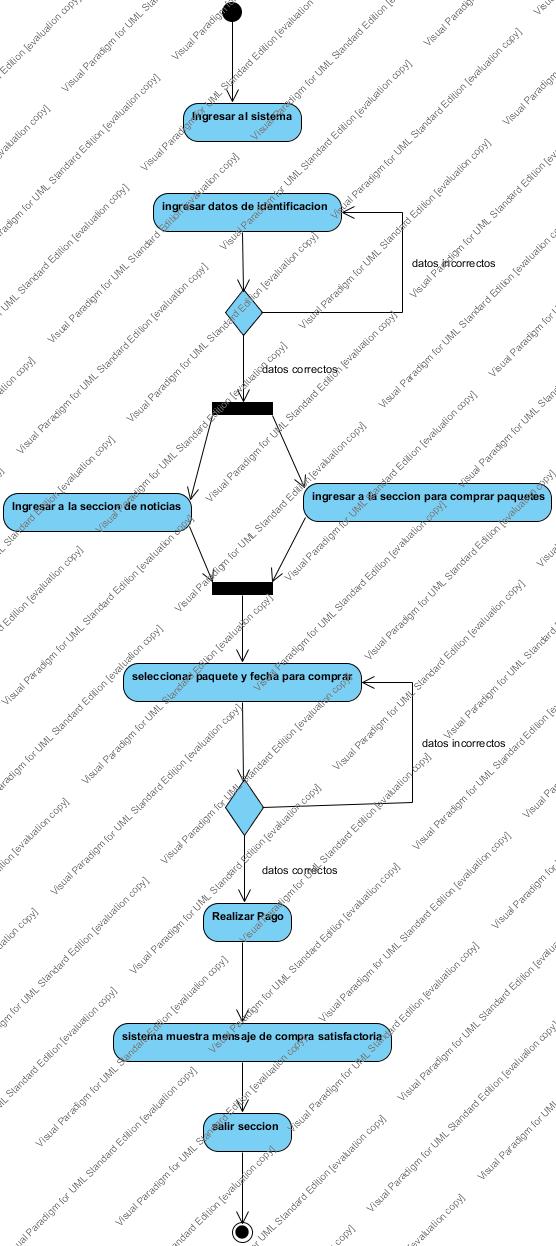 Ingresar al sistema
ingresar datos de identificacion
datos incorrectos
datos correctos
Ingresar a la seccion de noticias
ingresar a la seccion para comprar paquetes
seleccionar paquete y fecha para comprar
datos incorrectos
datos correctos
Realizar Pago
sistema muestra mensaje de compra satisfactoria
salir seccion
Visual Paradigm for UML Standard Edition [evaluation copy]